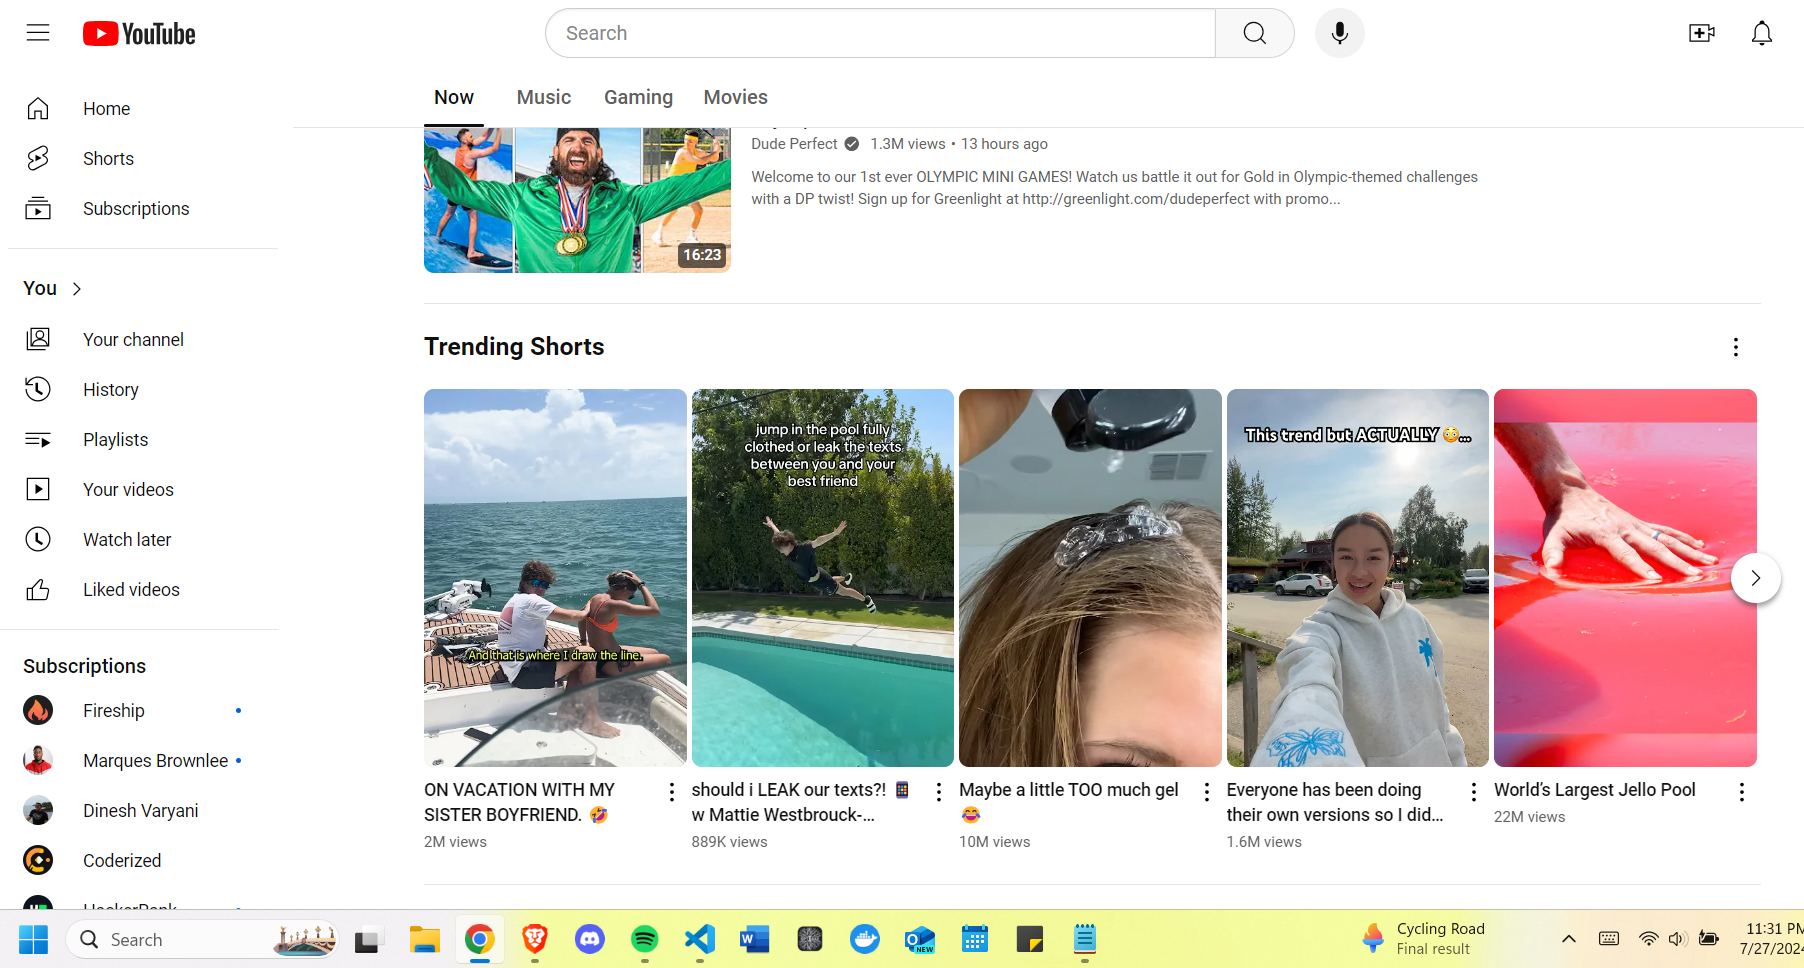 YouTube
Search
Home
Shorts
Subscriptions
You
Your channel
History
Playlists
Your videos
Watch later
Liked videos
Subscriptions
Fireship
Marques Brownlee
Dinesh Varyani
Coderized
Now
Music
Gaming
Movies
16:23
Dude Perfect 1.3M views • 13 hours ago
Welcome to our 1st ever OLYMPIC MINI GAMES! Watch us battle it out for Gold in Olympic-themed challenges
with a DP twist! Sign up for Greenlight at http://greenlight.com/dudeperfect with promo...
Trending Shorts
And that is where I draw the line.
ON VACATION WITH MY
SISTER BOYFRIEND. 🤣
2M views
jump in the pool fully
clothed or leak the texts
between you and your
best friend
should i LEAK our texts?! 📱
w Mattie Westbrouck-...
889K views
Maybe a little TOO much gel
😂
10M views
This trend but ACTUALLY 😳...
Everyone has been doing
their own versions so I did...
1.6M views
World's Largest Jello Pool
22M views
Search
W
NEW
Cycling Road
Final result
11:31 PM
7/27/2024